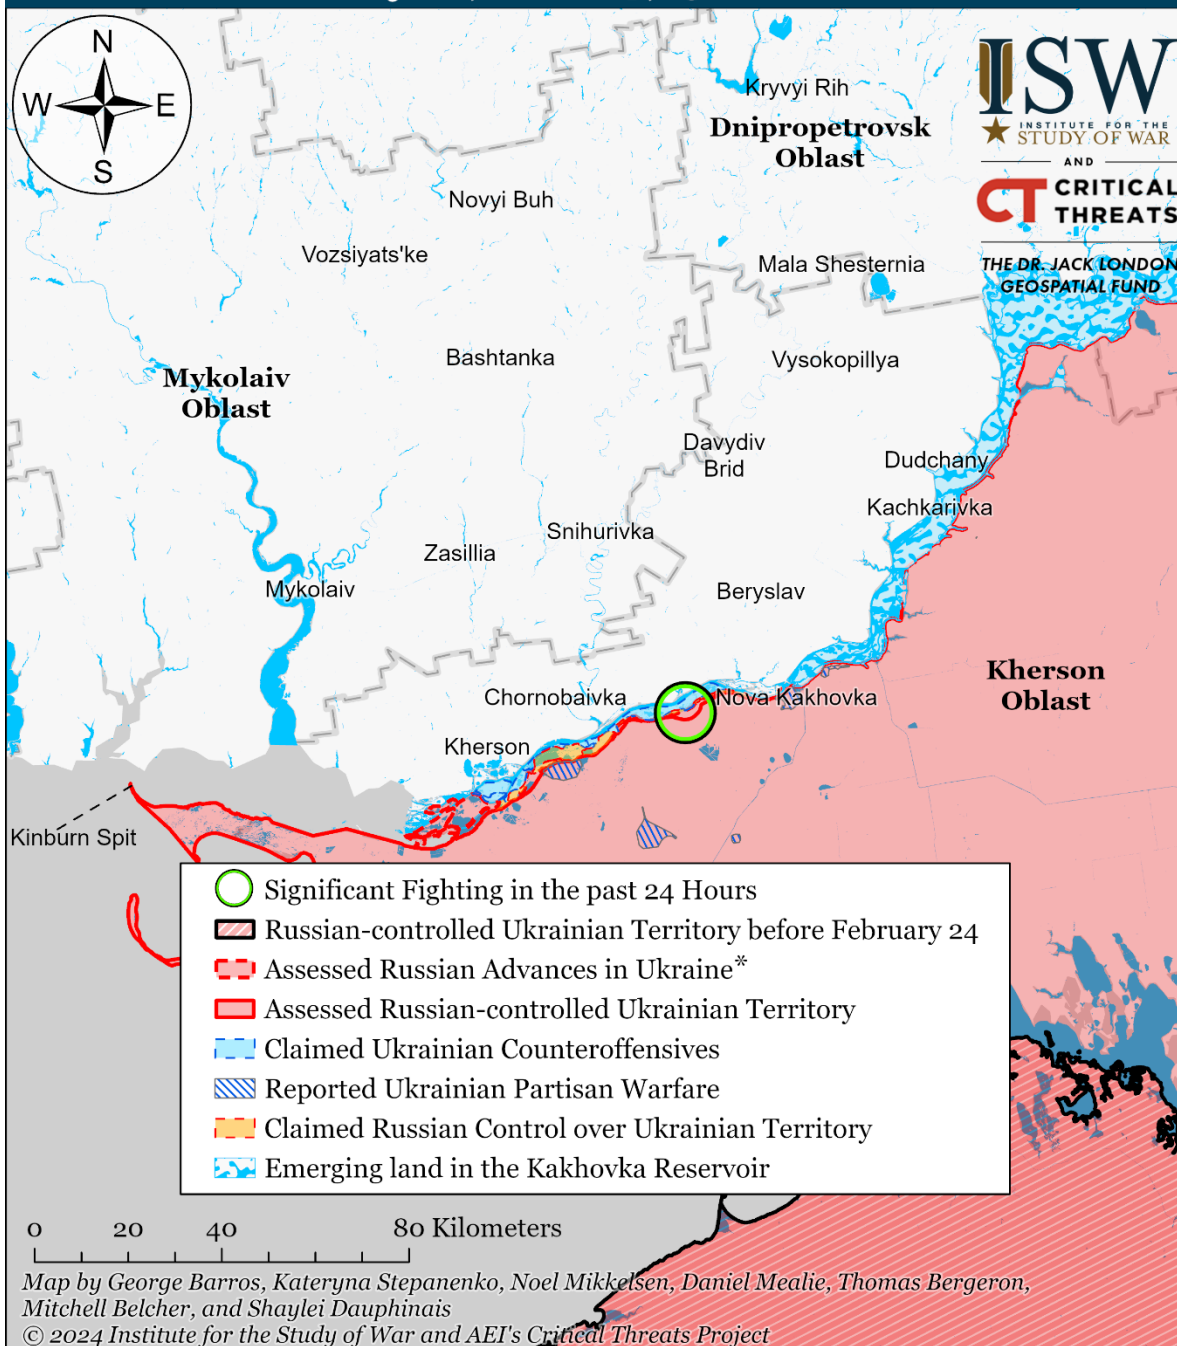 N
W
E
S
ISW
INSTITUTE FOR THE
STUDY OF WAR
AND
CT CRITICAL
THREATS
THE DR. JACK LONDON
GEOSPATIAL FUND
Kryvyi Rih
Dnipropetrovsk
Oblast
Novyi Buh
Vozsiyats'ke
Mala Shesternia
Bashtanka
Vysokopillya
Mykolaiv
Oblast
Davydiv
Brid
Dudchany
Kachkarivka
Snihurivka
Zasillia
Mykolaiv
Beryslav
Kherson
Oblast
Chornobaivka
Nova Kakhovka
Kherson
Kinburn Spit
Significant Fighting in the past 24 Hours
Russian-controlled Ukrainian Territory before February 24
Assessed Russian Advances in Ukraine*
Assessed Russian-controlled Ukrainian Territory
Claimed Ukrainian Counteroffensives
Reported Ukrainian Partisan Warfare
Claimed Russian Control over Ukrainian Territory
Emerging land in the Kakhovka Reservoir
0 20 40 80 Kilometers
Map by George Barros, Kateryna Stepanenko, Noel Mikkelsen, Daniel Mealie, Thomas Bergeron,
Mitchell Belcher, and Shaylei Dauphinais
© 2024 Institute for the Study of War and AEI's Critical Threats Project